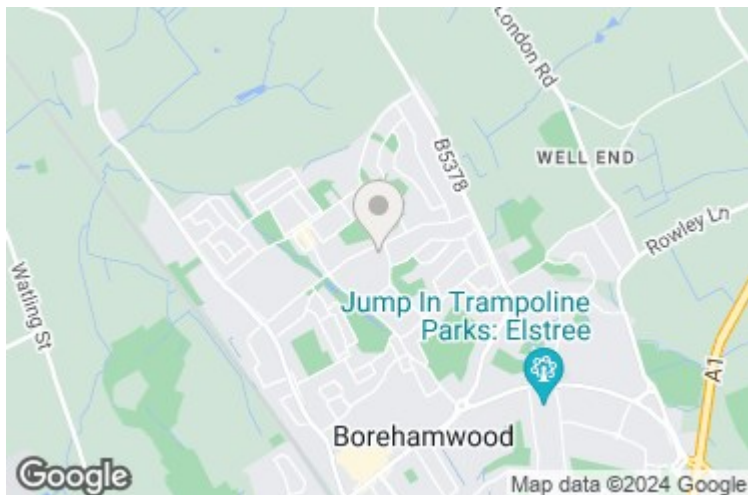 London Rd
B5378
WELL END
Rowley Ln
Watling St
Jump In Trampoline
Parks: Elstree
A1
Borehamwood
Google
Map data ©2024 Google